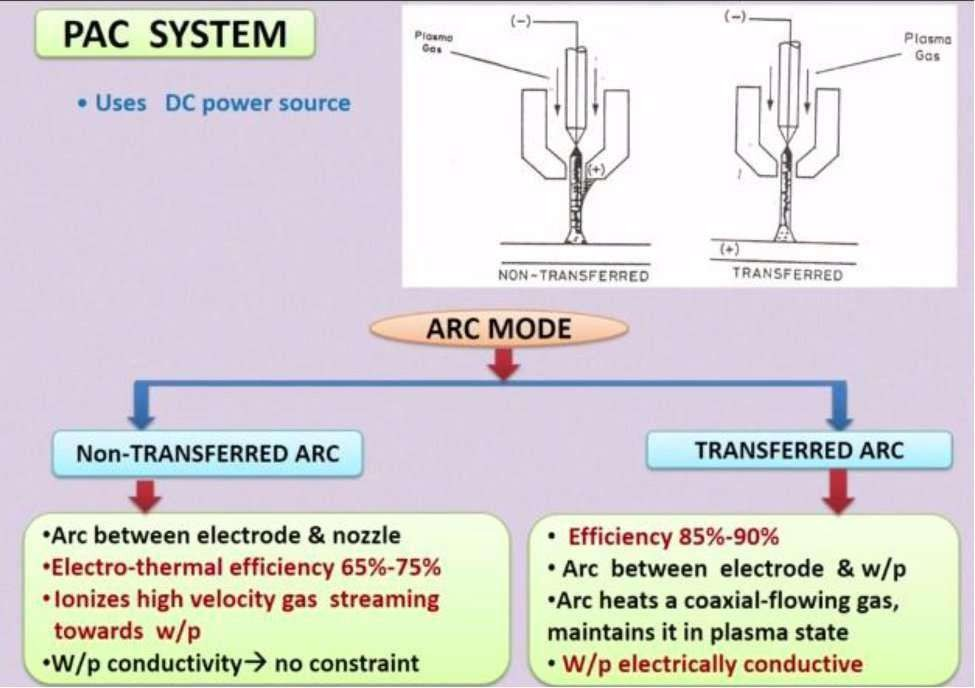 PAC SYSTEM
• Uses DC power source
(-)
Plasma
Gas
(+)
NON-TRANSFERRED
(-)
Plasma
Gas
(+)
TRANSFERRED
ARC MODE
Non-TRANSFERRED ARC
TRANSFERRED ARC
•Arc between electrode & nozzle
•Electro-thermal efficiency 65%-75%
•Ionizes high velocity gas streaming
towards w/p
•W/p conductivity→ no constraint
• Efficiency 85%-90%
• Arc between electrode & w/p
•Arc heats a coaxial-flowing gas,
maintains it in plasma state
• W/p electrically conductive